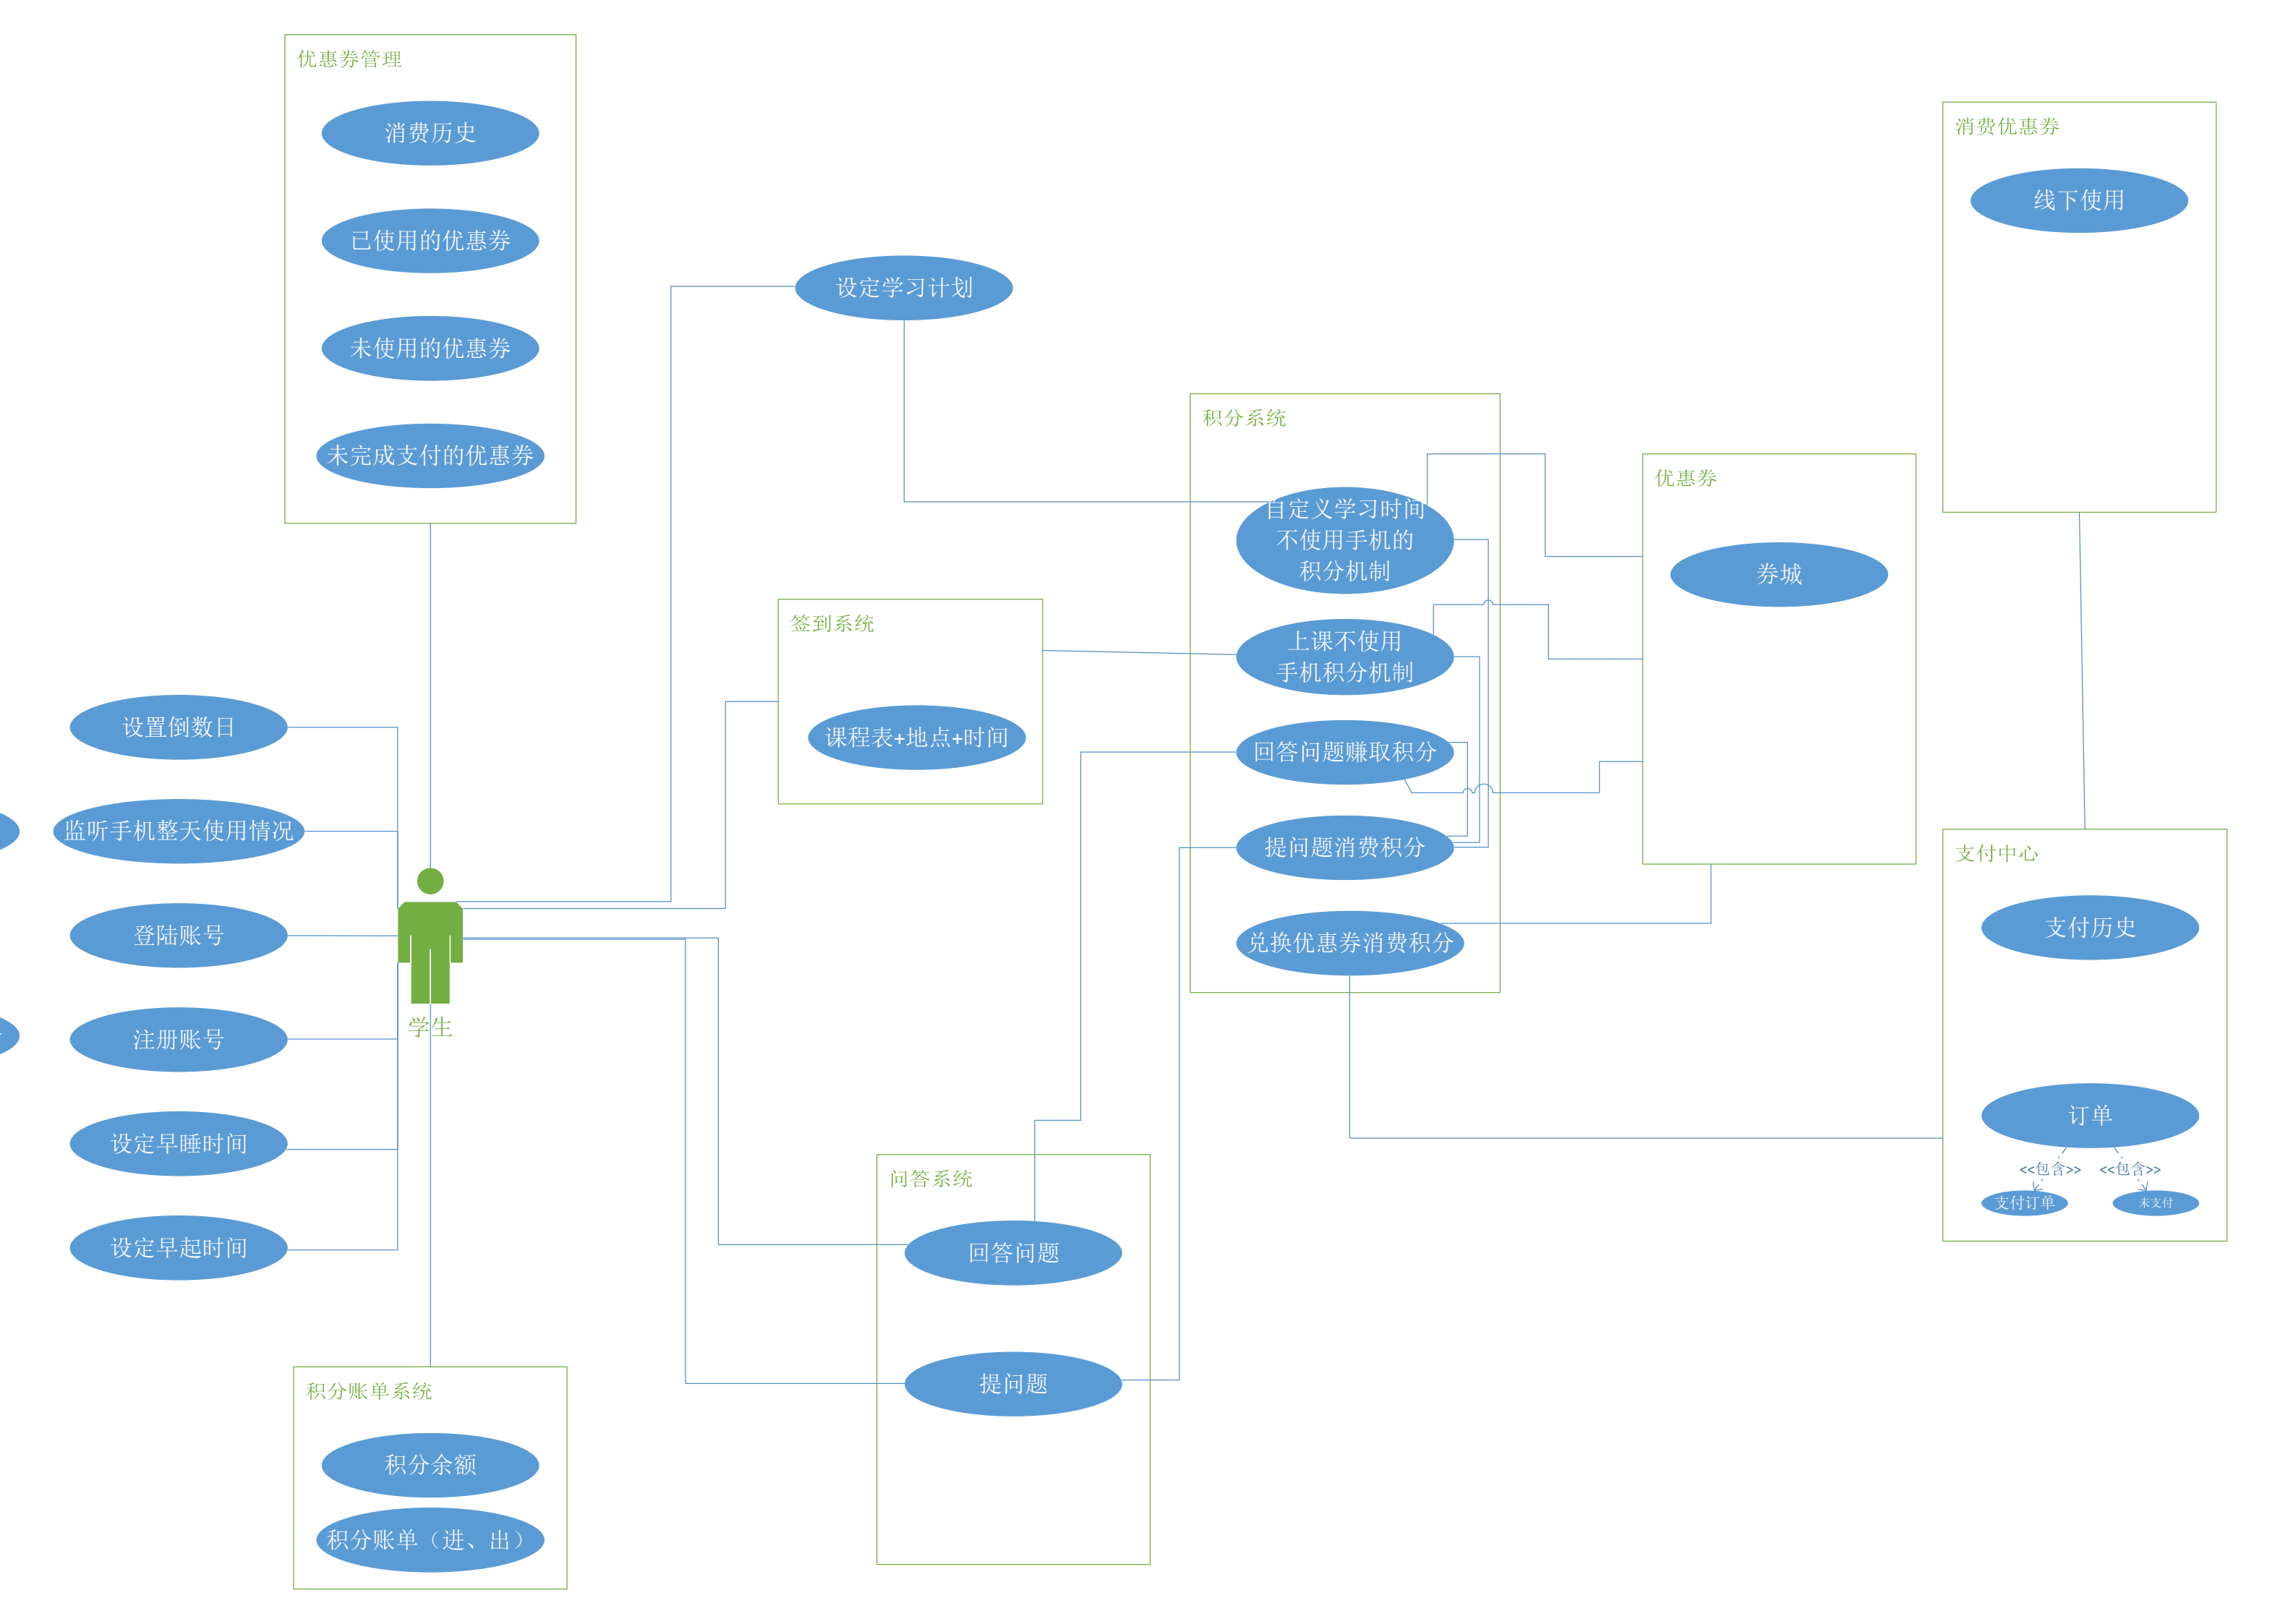 优惠券管理
消费历史
已使用的优惠券
未使用的优惠券
未完成支付的优惠券
设置倒数日
监听手机整天使用情况
登陆账号
注册账号
设定早睡时间
设定早起时间
学生
积分账单系统
积分余额
积分账单（进、出）
设定学习计划
签到系统
课程表+地点+时间
问答系统
回答问题
提问题
积分系统
自定义学习时间
不使用手机的
积分机制
上课不使用
手机积分机制
回答问题赚取积分
提问题消费积分
兑换优惠券消费积分
优惠券
券城
消费优惠券
线下使用
支付中心
支付历史
订单
<<包含>>
<<包含>>
支付订单
未支付